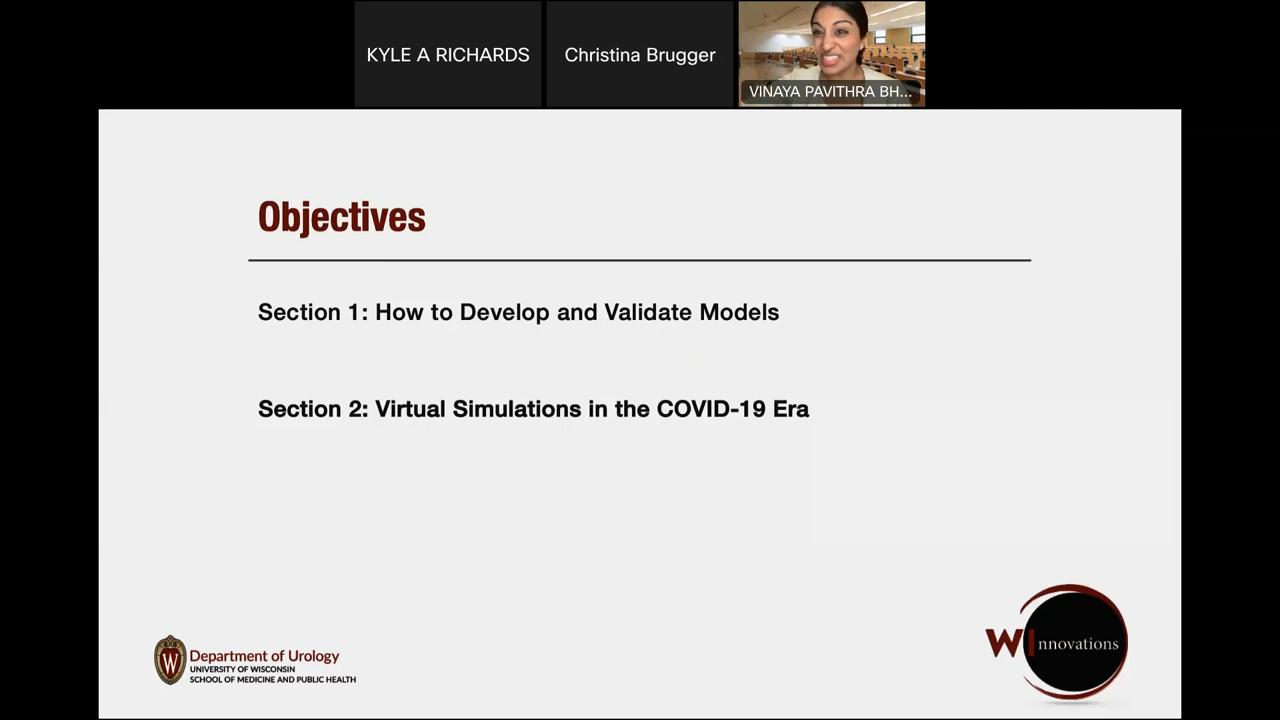 KYLE A RICHARDS
Christina Brugger
VINAYA PAVITHRA BH...
Objectives
Section 1: How to Develop and Validate Models
Section 2: Virtual Simulations in the COVID-19 Era
W
Department of Urology
UNIVERSITY OF WISCONSIN
SCHOOL OF MEDICINE AND PUBLIC HEALTH
WInnovations